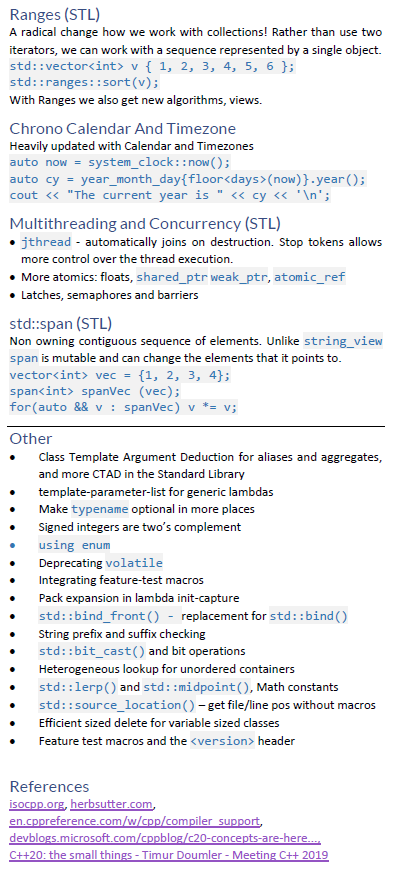 Ranges (STL)
A radical change how we work with collections! Rather than use two
iterators, we can work with a sequence represented by a single object.
std::vector<int> v { 1, 2, 3, 4, 5, 6 };
std::ranges::sort(v);
With Ranges we also get new algorithms, views.
Chrono Calendar And Timezone
Heavily updated with Calendar and Timezones
auto now = system_clock::now();
auto cy = year_month_day{floor<days>(now)}.year();
cout << "The current year is " << cy << '\n';
Multithreading and Concurrency (STL)
• jthread - automatically joins on destruction. Stop tokens allows
more control over the thread execution.
• More atomics: floats, shared_ptr weak_ptr, atomic_ref
• Latches, semaphores and barriers
std::span (STL)
Non owning contiguous sequence of elements. Unlike string_view
span is mutable and can change the elements that it points to.
vector<int> vec = {1, 2, 3, 4};
span<int> spanVec (vec);
for(auto && v : spanVec) v *= v;
Other
• Class Template Argument Deduction for aliases and aggregates,
and more CTAD in the Standard Library
• template-parameter-list for generic lambdas
• Make typename optional in more places
• Signed integers are two's complement
• using enum
• Deprecating volatile
• Integrating feature-test macros
• Pack expansion in lambda init-capture
• std::bind_front() - replacement for std::bind()
• String prefix and suffix checking
• std::bit_cast() and bit operations
• Heterogeneous lookup for unordered containers
• std::lerp() and std::midpoint(), Math constants
• std::source_location() – get file/line pos without macros
• Efficient sized delete for variable sized classes
• Feature test macros and the <version> header
References
isocpp.org, herbsutter.com,
en.cppreference.com/w/cpp/compiler_support,
devblogs.microsoft.com/cppblog/c20-concepts-are-here...,
C++20: the small things - Timur Doumler - Meeting C++ 2019